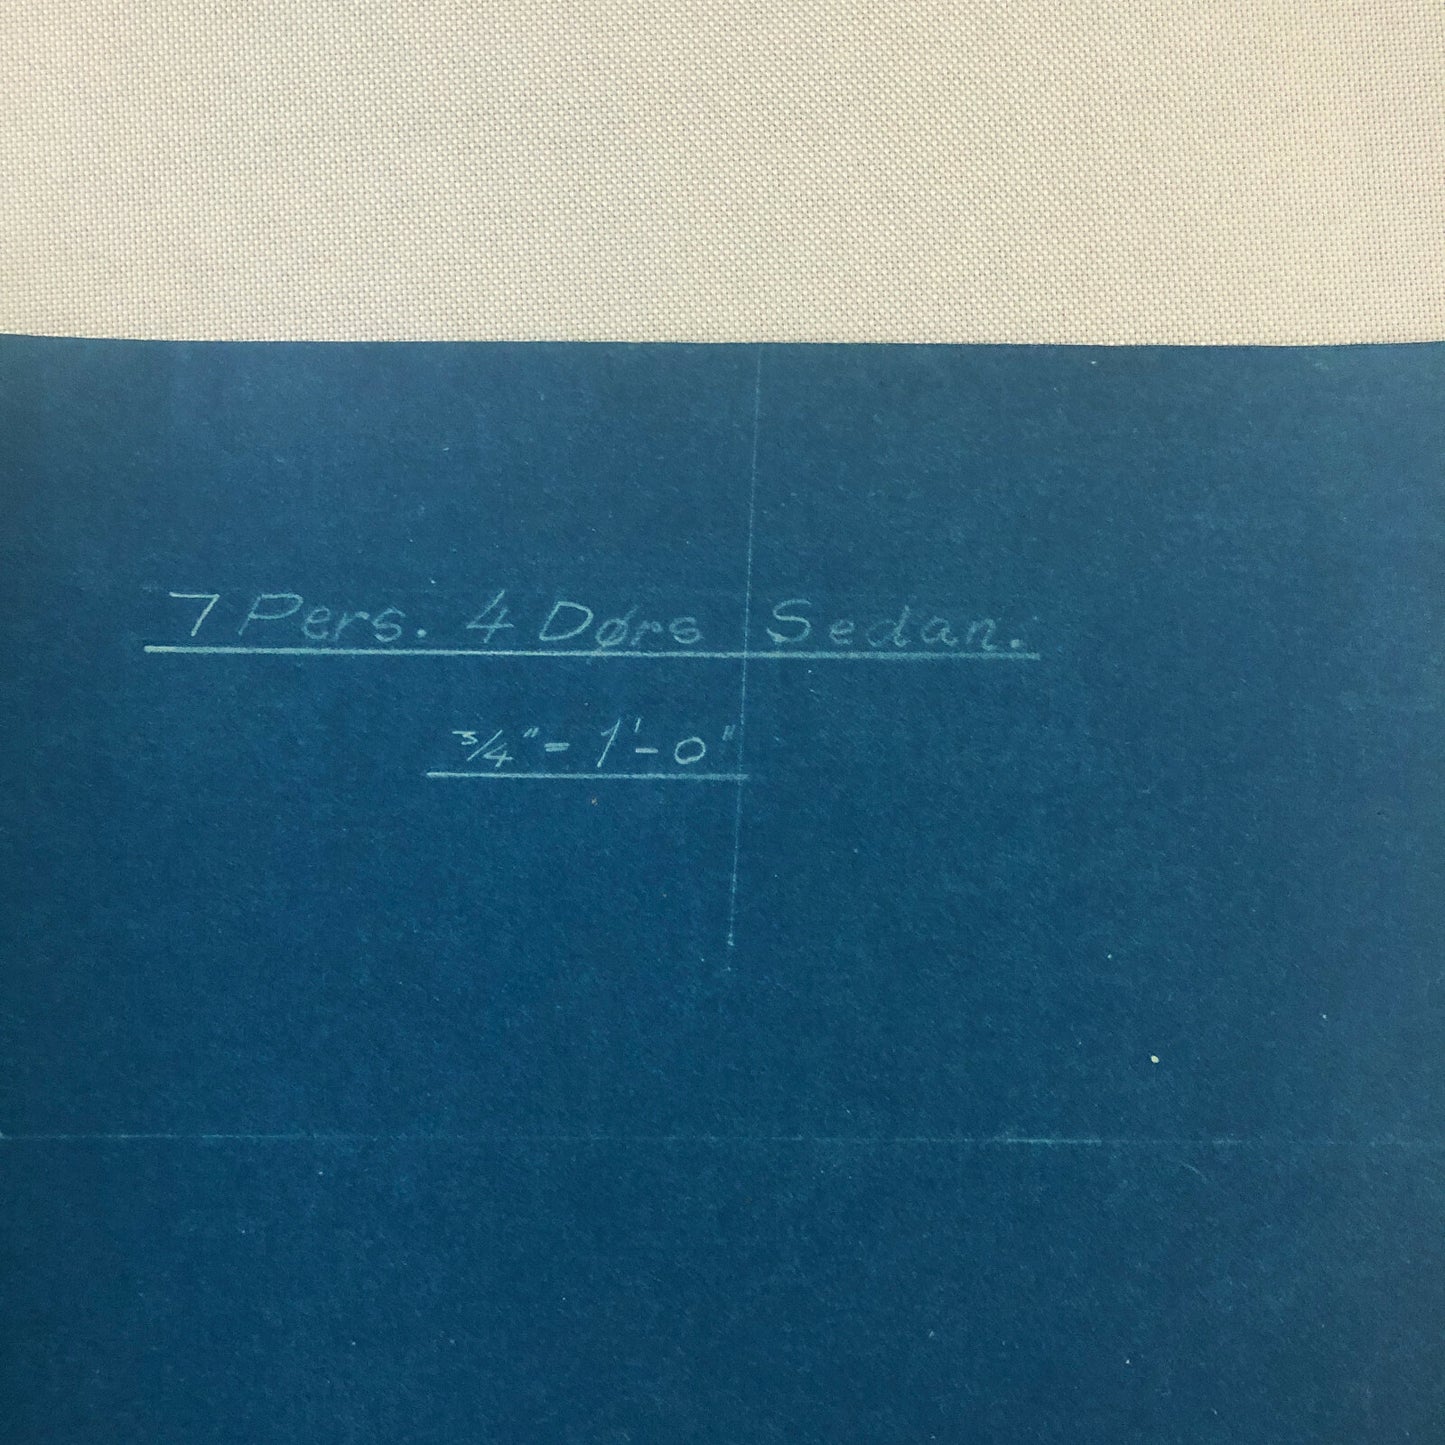 7 Pers. 4 Dørs Sedan.
3/4" = 1'-0"